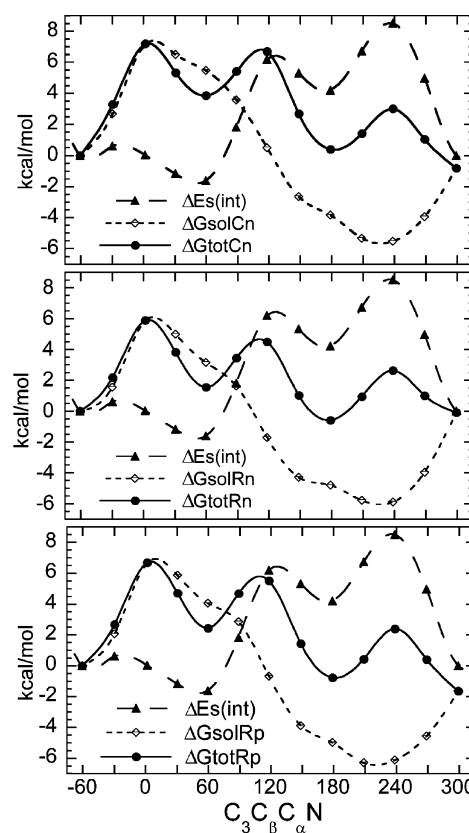 8
6
4
2
0
-2
-4
-6
kcal/mol
ΔEs(int)
ΔGsolCn
ΔGtotCn
8
6
4
2
0
-2
-4
-6
kcal/mol
ΔEs(int)
ΔGsolRn
ΔGtotRn
8
6
4
2
0
-2
-4
-6
kcal/mol
ΔEs(int)
ΔGsolRp
ΔGtotRp
-60 0 60 120 180 240 300
C₃CᵦCₐN